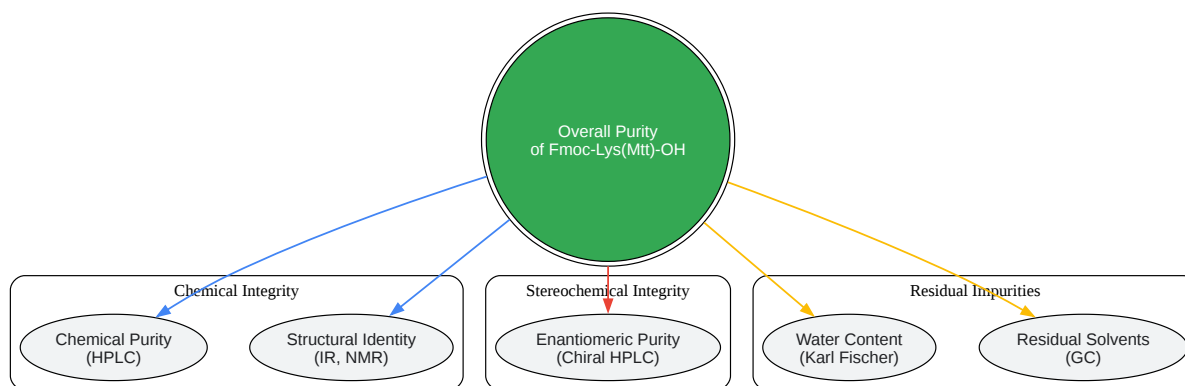 Overall Purity
of Fmoc-Lys(Mtt)-OH
Chemical Integrity
Stereochemical Integrity
Residual Impurities
Chemical Purity
(HPLC)
Structural Identity
(IR, NMR)
Enantiomeric Purity
(Chiral HPLC)
Water Content
(Karl Fischer)
Residual Solvents
(GC)